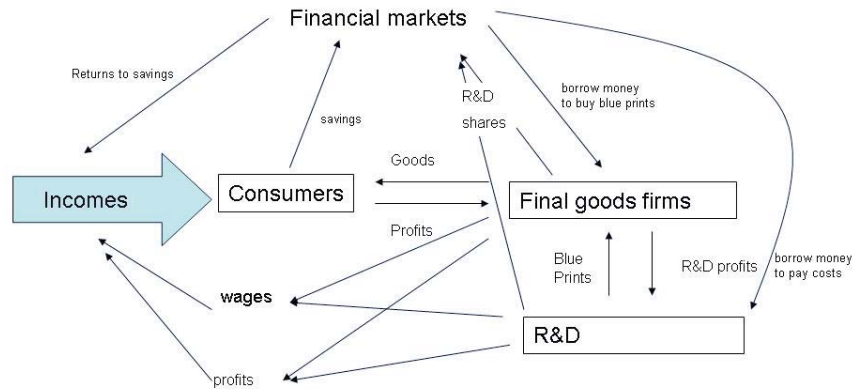 Financial markets
Returns to savings
R&D
shares
borrow money
to buy blue prints
savings
Goods
Incomes
Consumers
Final goods firms
Profits
Blue
Prints
R&D profits
borrow money
to pay costs
wages
R&D
profits